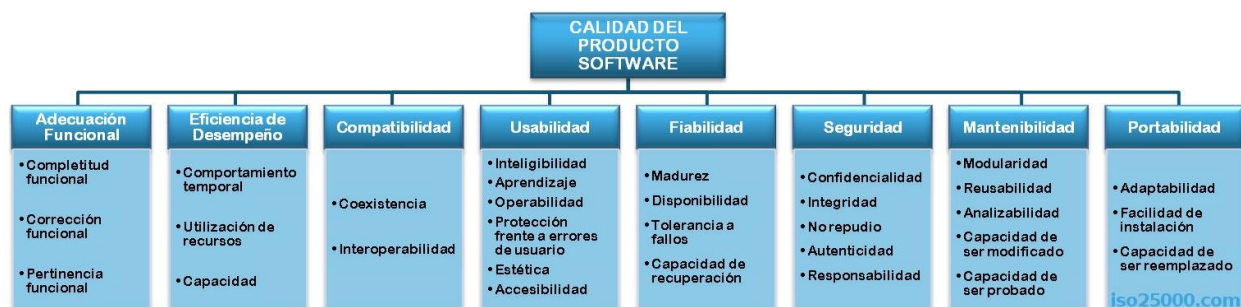 CALIDAD DEL
PRODUCTO
SOFTWARE
Adecuación
Funcional
• Completitud
funcional
• Corrección
funcional
• Pertinencia
funcional
Eficiencia de
Desempeño
• Comportamiento
temporal
• Utilización de
recursos
• Capacidad
Compatibilidad
• Coexistencia
• Interoperabilidad
Usabilidad
• Inteligibilidad
• Aprendizaje
• Operabilidad
• Protección
frente a errores
de usuario
• Estética
• Accesibilidad
Fiabilidad
• Madurez
• Disponibilidad
• Tolerancia a
fallos
• Capacidad de
recuperación
Seguridad
• Confidencialidad
• Integridad
• No repudio
• Autenticidad
• Responsabilidad
Mantenibilidad
• Modularidad
• Reusabilidad
• Analizabilidad
• Capacidad de
ser modificado
• Capacidad de
ser probado
Portabilidad
• Adaptabilidad
• Facilidad de
instalación
• Capacidad de
ser reemplazado
iso25000.com